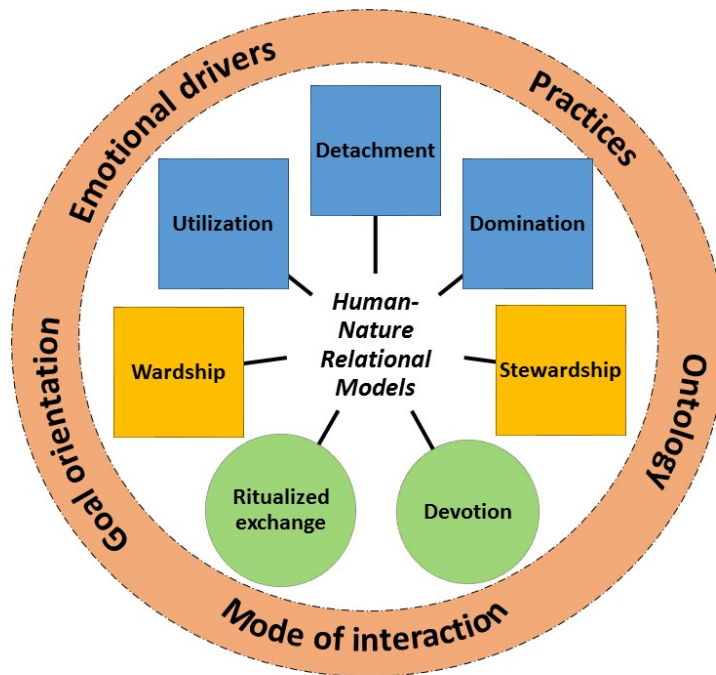 Emotional drivers
Practices
Detachment
Utilization
Domination
Human-
Nature
Relational
Models
Wardship
Stewardship
Goal orientation
Ontology
Ritualized
exchange
Devotion
Mode of interaction